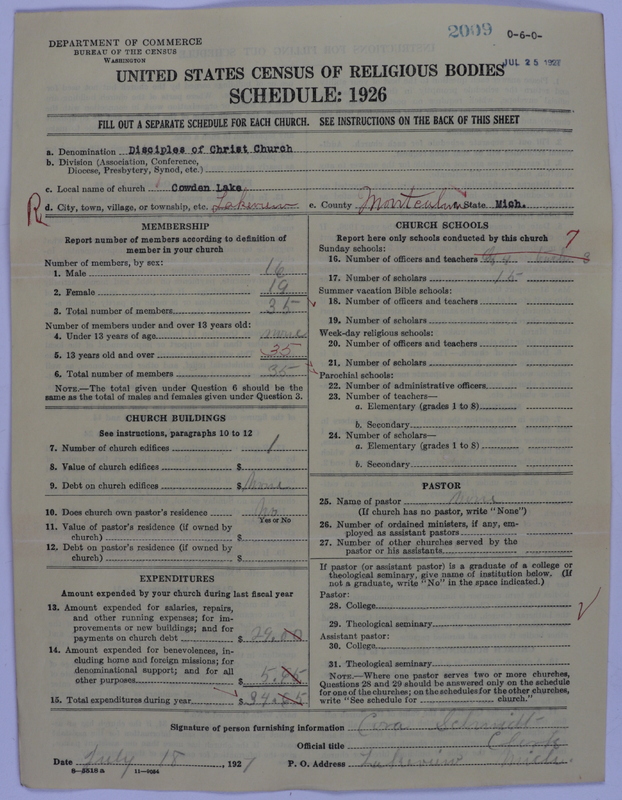 2009
0-6-0-
JUL 25 1927
DEPARTMENT OF COMMERCE
BUREAU OF THE CENSUS
WASHINGTON
UNITED STATES CENSUS OF RELIGIOUS BODIES
SCHEDULE: 1926
FILL OUT A SEPARATE SCHEDULE FOR EACH CHURCH. SEE INSTRUCTIONS ON THE BACK OF THIS SHEET
a. Denomination Disciples of Christ Church
b. Division (Association, Conference,
Diocese, Presbytery, Synod, etc.)
c. Local name of church Cowden Lake
R
d. City, town, village, or township, etc. Lakeview e. County Montcalm State Mich.
MEMBERSHIP
Report number of members according to definition of
member in your church
Number of members, by sex:
1. Male 16
2. Female 19
3. Total number of members 35
Number of members under and over 13 years old:
4. Under 13 years of age none
5. 13 years old and over 35
6. Total number of members 35
NOTE.—The total given under Question 6 should be
same as the total of males and females given under Question 3.
CHURCH BUILDINGS
See instructions, paragraphs 10 to 12
7. Number of church edifices 1
8. Value of church edifices $
9. Debt on church edifices $ None
10. Does church own pastor's residence No
Yes or No
11. Value of pastor's residence (if owned by
church) $
12. Debt on pastor's residence (if owned by
church) $
EXPENDITURES
Amount expended by your church during last fiscal year
13. Amount expended for salaries, repairs,
and other running expenses; for im-
provements or new buildings; and for
payments on church debt $ 29.00
14. Amount expended for benevolences, in-
cluding home and foreign missions; for
denominational support; and for all
other purposes $
15. Total expenditures during year $
CHURCH SCHOOLS
Report here only schools conducted by this church
Sunday schools:
7
16. Number of officers and teachers
17. Number of scholars 15
Summer vacation Bible schools:
18. Number of officers and teachers
19. Number of scholars
Week-day religious schools:
20. Number of officers and teachers
21. Number of scholars
Parochial schools:
22. Number of administrative officers
23. Number of teachers—
a. Elementary (grades 1 to 8)
b. Secondary
24. Number of scholars—
a. Elementary (grades 1 to 8)
b. Secondary
PASTOR
25. Name of pastor None
(If church has no pastor, write "None")
26. Number of ordained ministers, if any, em-
ployed as assistant pastors
27. Number of other churches served by the
pastor or his assistants
If pastor (or assistant pastor) is a graduate of a college or
theological seminary, give name of institution below. (If
not a graduate, write "No" in the space indicated.)
Pastor:
28. College
29. Theological seminary
Assistant pastor:
30. College
31. Theological seminary
NOTE.—Where one pastor serves two or more churches,
Questions 28 and 29 should be answered only on the schedule
for one of the churches; on the schedules for the other churches,
write "See schedule for church."
Signature of person furnishing information Cora Schmidt
Official title Clerk
Date July 18, 1927 P. O. Address Lakeview Mich.
8-5518a 11-9084